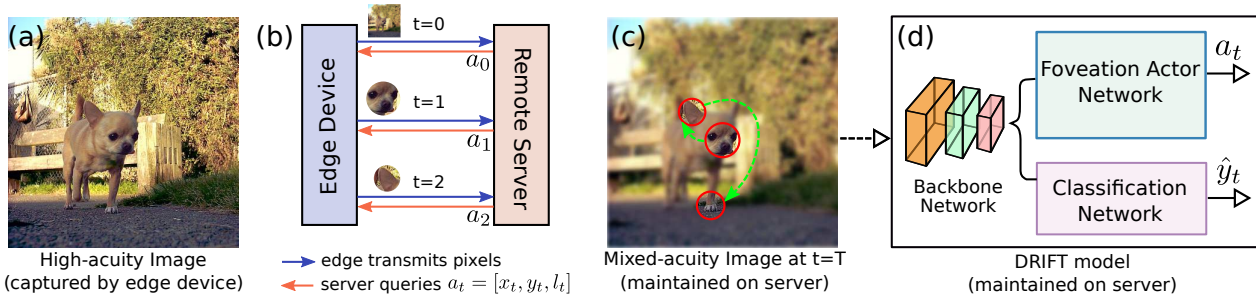 (a)
High-acuity Image
(captured by edge device)
(b)
Edge Device
Remote Server
t=0
a_0
t=1
a_1
t=2
a_2
edge transmits pixels
server queries a_t = [x_t, y_t, l_t]
(c)
Mixed-acuity Image at t=T
(maintained on server)
(d)
Backbone
Network
Foveation Actor
Network
a_t
Classification
Network
ŷ_t
DRIFT model
(maintained on server)